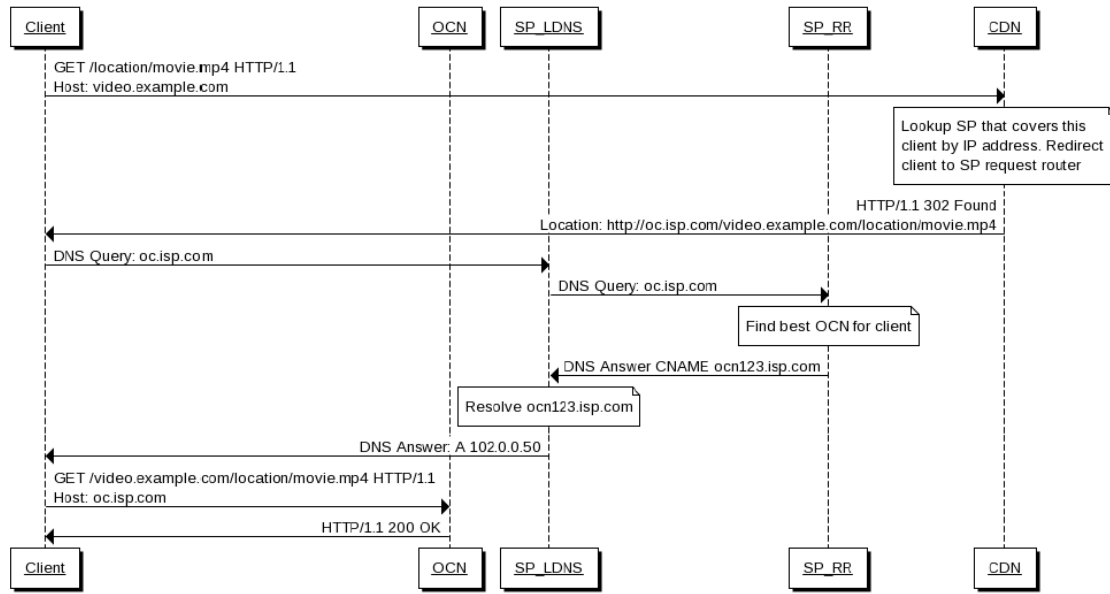 Client
OCN
SP_LDNS
SP_RR
CDN
GET /location/movie.mp4 HTTP/1.1
Host: video.example.com
Lookup SP that covers this
client by IP address. Redirect
client to SP request router
HTTP/1.1 302 Found
Location: http://oc.isp.com/video.example.com/location/movie.mp4
DNS Query: oc.isp.com
DNS Query: oc.isp.com
Find best OCN for client
DNS Answer CNAME ocn123.isp.com
Resolve ocn123.isp.com
DNS Answer: A 102.0.0.50
GET /video.example.com/location/movie.mp4 HTTP/1.1
Host: oc.isp.com
HTTP/1.1 200 OK
Client
OCN
SP_LDNS
SP_RR
CDN